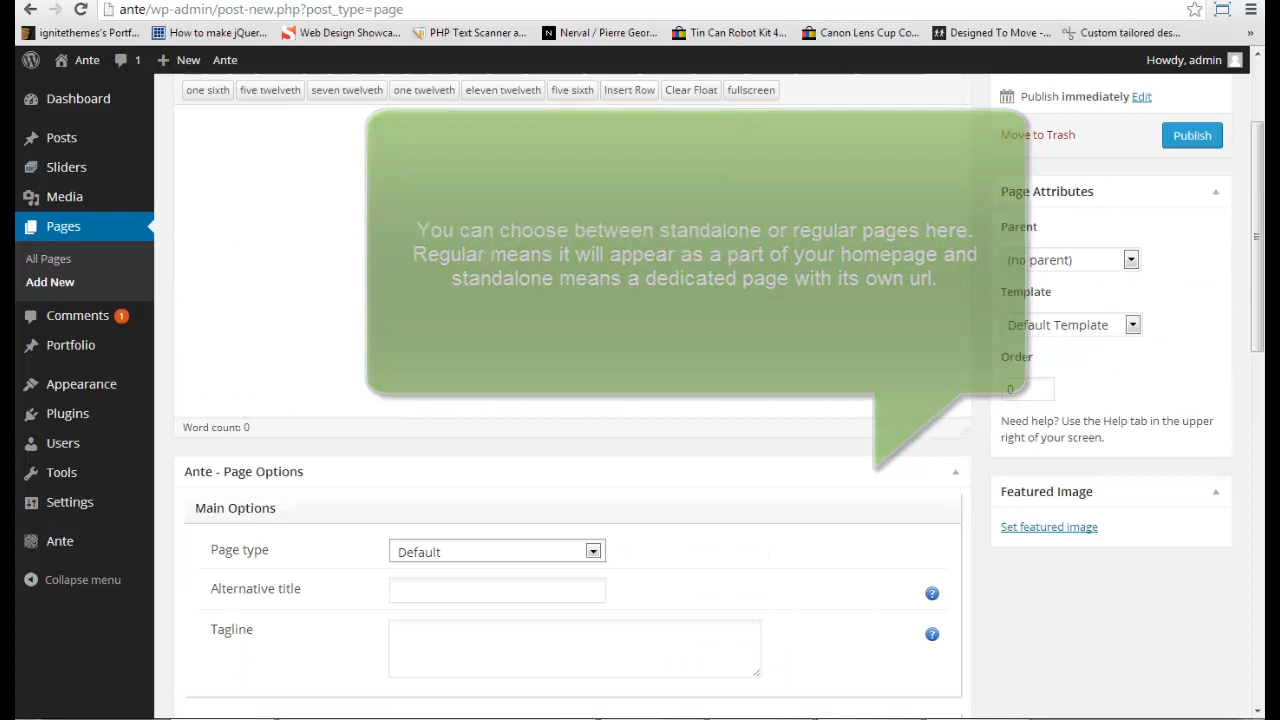 ante/wp-admin/post-new.php?post_type=page
ignitethemes's Portf... How to make jQuer... Web Design Showca... PHP Text Scanner a... Nerval / Pierre Geor... Tin Can Robot Kit 4... Canon Lens Cup Co... Designed To Move -... Custom tailored des... »
Ante 1 New Ante Howdy, admin
one sixth five twelveth seven twelveth one twelveth eleven twelveth five sixth Insert Row Clear Float fullscreen
Dashboard
Posts
Sliders
Media
Pages
All Pages
Add New
Comments 1
Portfolio
Appearance
Plugins
Users
Tools
Settings
Ante
Collapse menu
You can choose between standalone or regular pages here.
Regular means it will appear as a part of your homepage and
standalone means a dedicated page with its own url.
Word count: 0
Ante - Page Options
Main Options
Page type Default
Alternative title ?
Tagline ?
Publish immediately Edit
Move to Trash Publish
Page Attributes
Parent
(no parent)
Template
Default Template
Order
0
Need help? Use the Help tab in the upper
right of your screen.
Featured Image
Set featured image